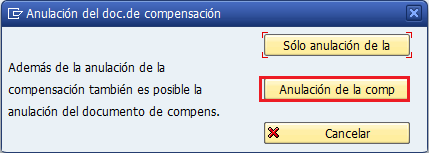 Anulación del doc.de compensación
Sólo anulación de la
Además de la anulación de la
compensación también es posible la
anulación del documento de compens.
Anulación de la comp
Cancelar